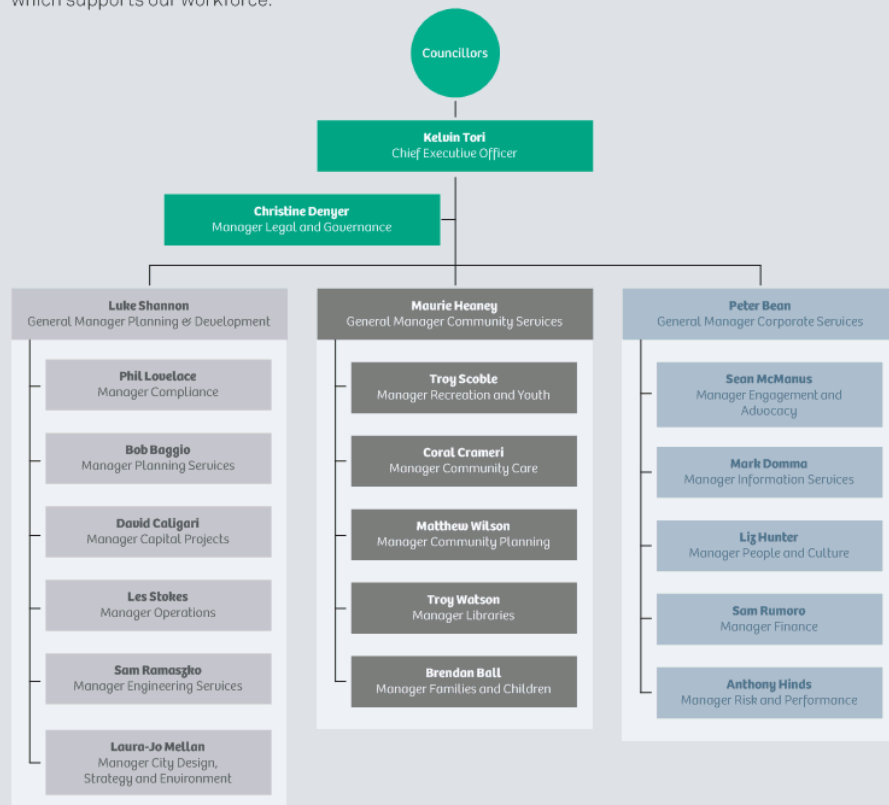 which supports our workforce.
Councillors
Kelvin Tori
Chief Executive Officer
Christine Denyer
Manager Legal and Governance
Luke Shannon
General Manager Planning & Development
Phil Lovelace
Manager Compliance
Bob Baggio
Manager Planning Services
David Caligari
Manager Capital Projects
Les Stokes
Manager Operations
Sam Ramaszko
Manager Engineering Services
Laura-Jo Mellan
Manager City Design,
Strategy and Environment
Maurie Heaney
General Manager Community Services
Troy Scoble
Manager Recreation and Youth
Coral Crameri
Manager Community Care
Matthew Wilson
Manager Community Planning
Troy Watson
Manager Libraries
Brendan Ball
Manager Families and Children
Peter Bean
General Manager Corporate Services
Sean McManus
Manager Engagement and
Advocacy
Mark Domma
Manager Information Services
Liz Hunter
Manager People and Culture
Sam Rumoro
Manager Finance
Anthony Hinds
Manager Risk and Performance